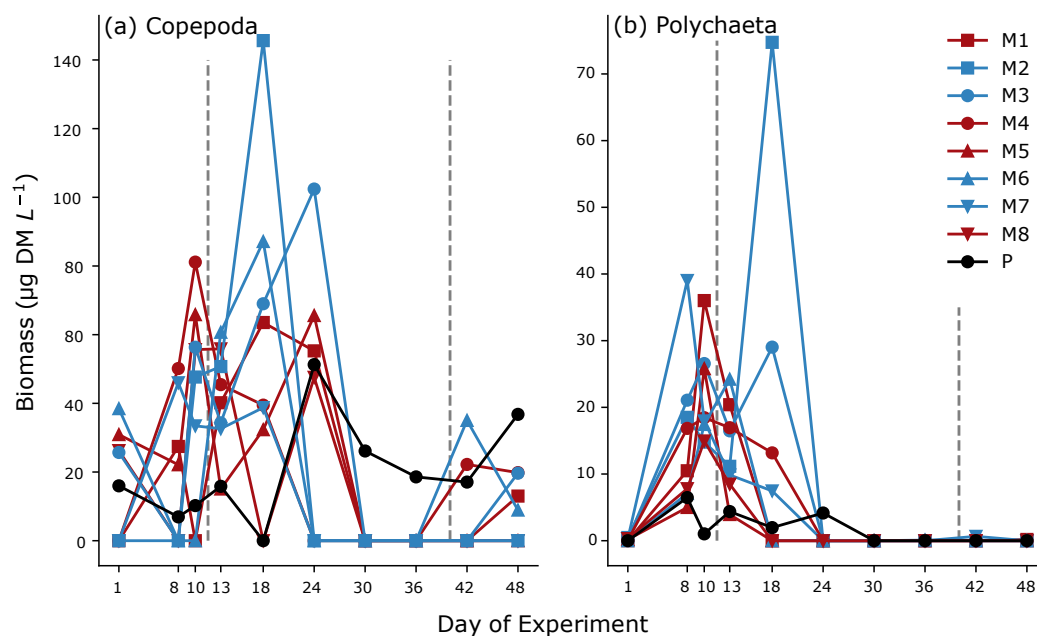 (a) Copepoda
140
120
100
80
60
40
20
0
1 8 10 13 18 24 30 36 42 48
Biomass (µg DM L⁻¹)
(b) Polychaeta
70
60
50
40
30
20
10
0
1 8 10 13 18 24 30 36 42 48
M1
M2
M3
M4
M5
M6
M7
M8
P
Day of Experiment